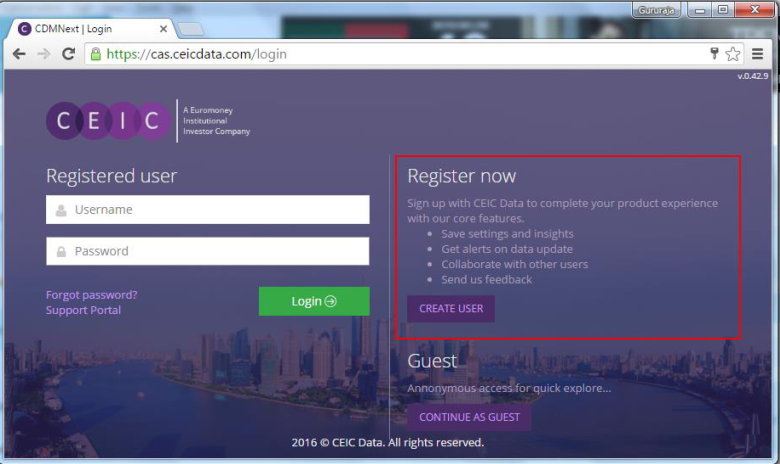 Gururaja
CDMNext | Login
https://cas.ceicdata.com/login
v.0.42.9
CEIC
A Euromoney
Institutional
Investor Company
Registered user
Username
Password
Forgot password?
Support Portal
Login
Register now
Sign up with CEIC Data to complete your product experience
with our core features.
Save settings and insights
Get alerts on data update
Collaborate with other users
Send us feedback
CREATE USER
Guest
Annonymous access for quick explore...
CONTINUE AS GUEST
2016 © CEIC Data. All rights reserved.